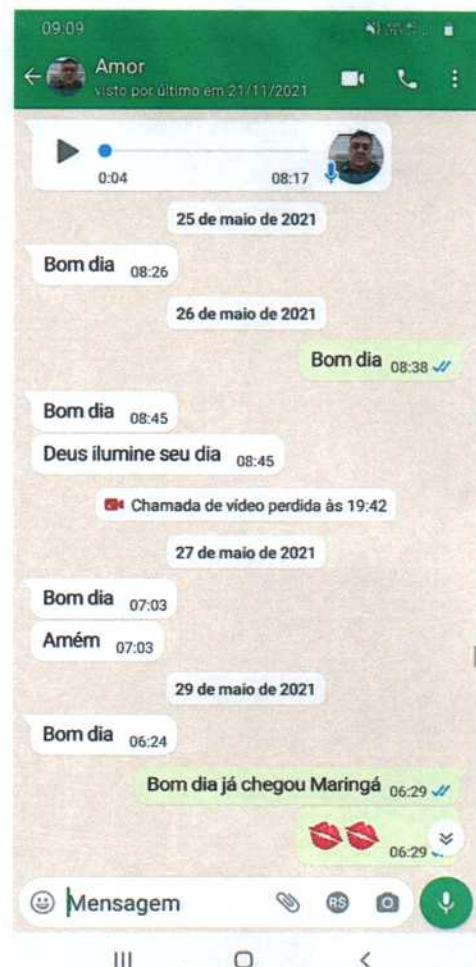 09:09
Amor
visto por último em 21/11/2021
0:04 08:17
25 de maio de 2021
Bom dia 08:26
26 de maio de 2021
Bom dia 08:38
Bom dia 08:45
Deus ilumine seu dia 08:45
Chamada de vídeo perdida às 19:42
27 de maio de 2021
Bom dia 07:03
Amém 07:03
29 de maio de 2021
Bom dia 06:24
Bom dia já chegou Maringá 06:29
06:29
Mensagem R$